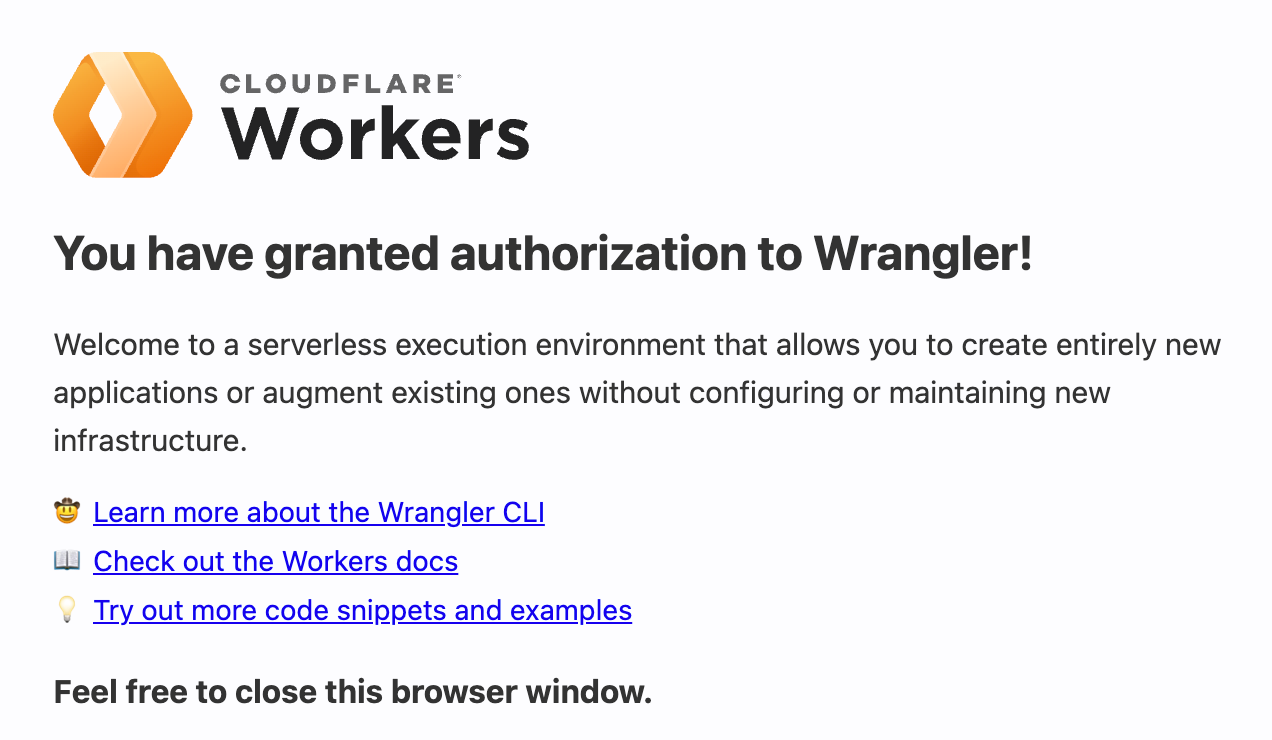 CLOUDFLARE®
Workers
You have granted authorization to Wrangler!
Welcome to a serverless execution environment that allows you to create entirely new
applications or augment existing ones without configuring or maintaining new
infrastructure.
🤠 Learn more about the Wrangler CLI
📖 Check out the Workers docs
💡 Try out more code snippets and examples
Feel free to close this browser window.